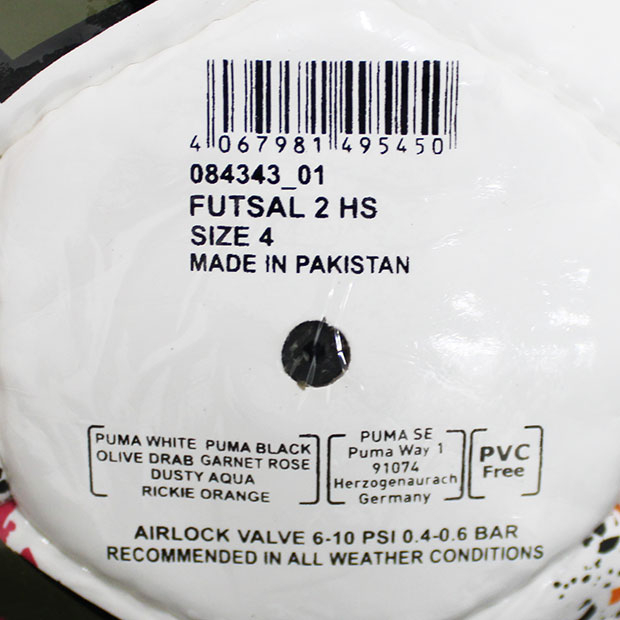 4 067981 495450
084343_01
FUTSAL 2 HS
SIZE 4
MADE IN PAKISTAN
PUMA WHITE PUMA BLACK
OLIVE DRAB GARNET ROSE
DUSTY AQUA
RICKIE ORANGE
PUMA SE
Puma Way 1
91074
Herzogenaurach
Germany
PVC
Free
AIRLOCK VALVE 6-10 PSI 0.4-0.6 BAR
RECOMMENDED IN ALL WEATHER CONDITIONS